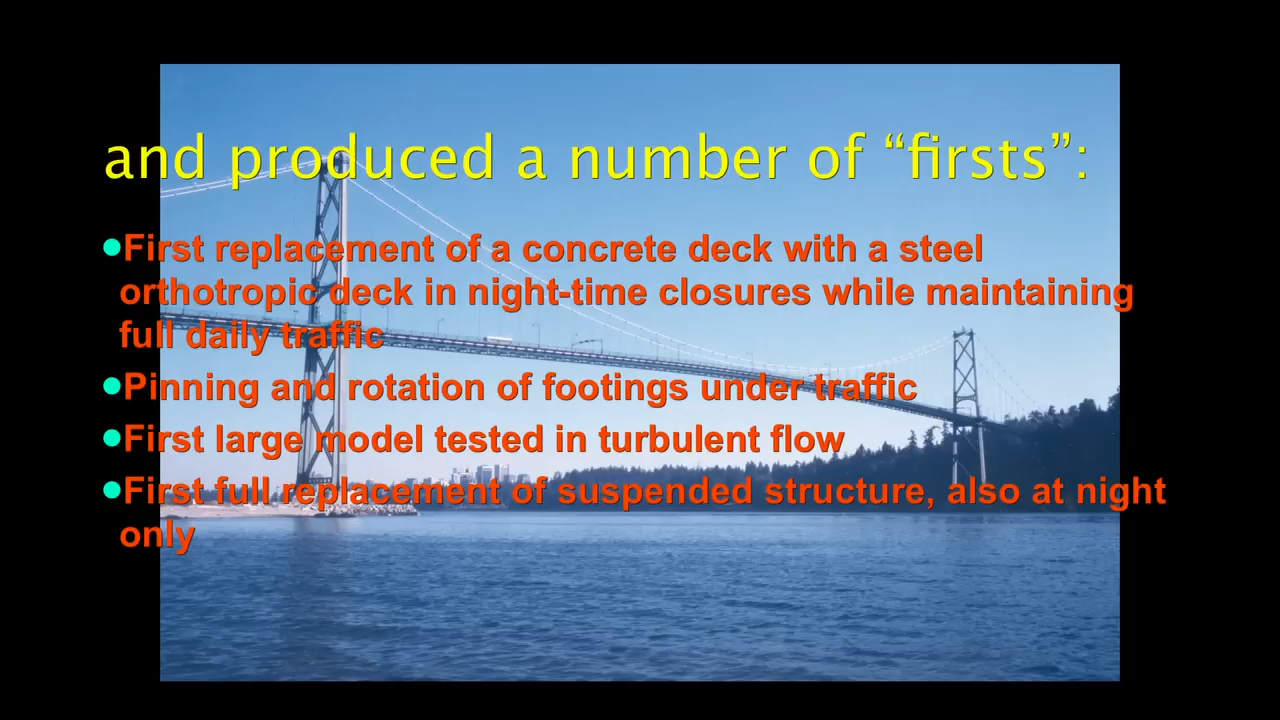 and produced a number of “firsts”:
•First replacement of a concrete deck with a steel
orthotropic deck in night-time closures while maintaining
full daily traffic
•Pinning and rotation of footings under traffic
•First large model tested in turbulent flow
•First full replacement of suspended structure, also at night
only